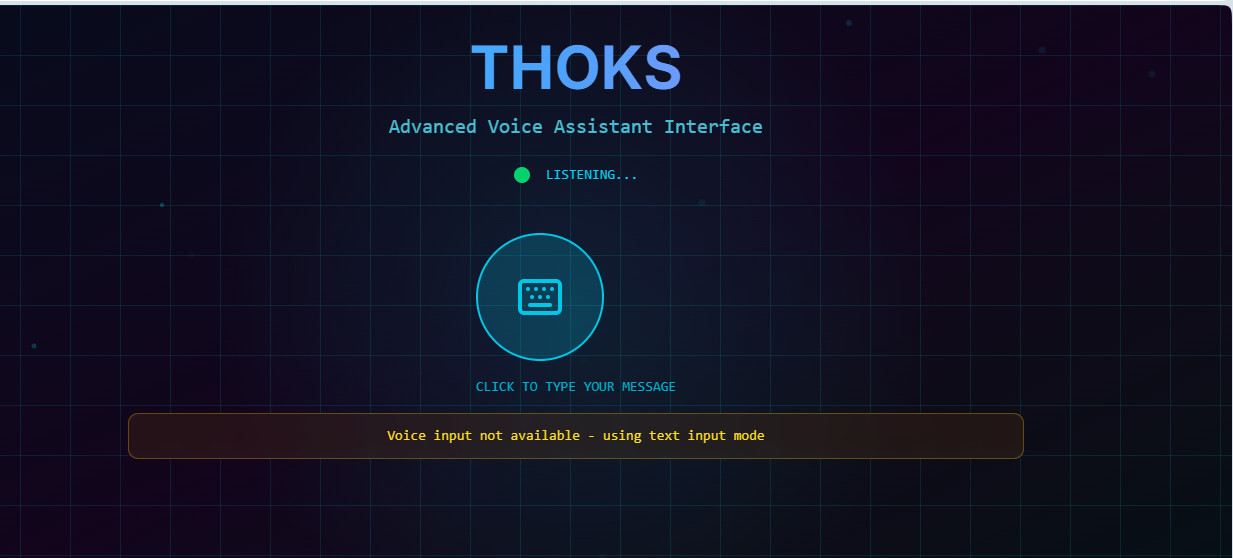 THOKS
Advanced Voice Assistant Interface
LISTENING...
CLICK TO TYPE YOUR MESSAGE
Voice input not available - using text input mode